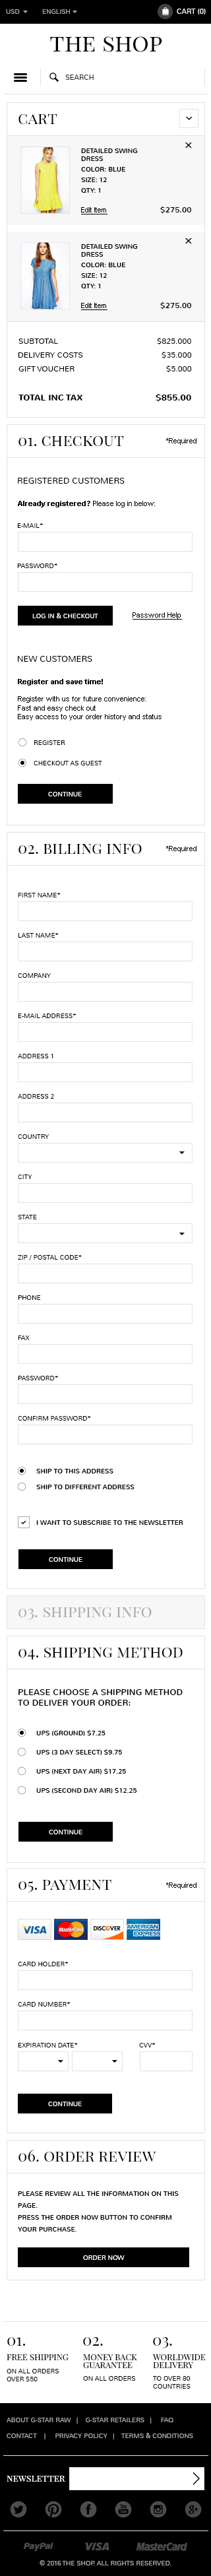 USD ENGLISH CART (0)
THE SHOP
SEARCH
CART
DETAILED SWING
DRESS
COLOR: BLUE
SIZE: 12
QTY: 1
Edit Item $275.00
DETAILED SWING
DRESS
COLOR: BLUE
SIZE: 12
QTY: 1
Edit Item $275.00
SUBTOTAL $825.000
DELIVERY COSTS $35.000
GIFT VOUCHER $5.000
TOTAL INC TAX $855.00
01. CHECKOUT *Required
REGISTERED CUSTOMERS
Already registered? Please log in below:
E-MAIL*
PASSWORD*
LOG IN & CHECKOUT Password Help
NEW CUSTOMERS
Register and save time!
Register with us for future convenience:
Fast and easy check out
Easy access to your order history and status
REGISTER
CHECKOUT AS GUEST
CONTINUE
02. BILLING INFO *Required
FIRST NAME*
LAST NAME*
COMPANY
E-MAIL ADDRESS*
ADDRESS 1
ADDRESS 2
COUNTRY
CITY
STATE
ZIP / POSTAL CODE*
PHONE
FAX
PASSWORD*
CONFIRM PASSWORD*
SHIP TO THIS ADDRESS
SHIP TO DIFFERENT ADDRESS
I WANT TO SUBSCRIBE TO THE NEWSLETTER
CONTINUE
03. SHIPPING INFO
04. SHIPPING METHOD
PLEASE CHOOSE A SHIPPING METHOD
TO DELIVER YOUR ORDER:
UPS (GROUND) $7.25
UPS (3 DAY SELECT) $9.75
UPS (NEXT DAY AIR) $17.25
UPS (SECOND DAY AIR) $12.25
CONTINUE
05. PAYMENT *Required
VISA MasterCard DISCOVER AMERICAN EXPRESS
CARD HOLDER*
CARD NUMBER*
EXPIRATION DATE* CVV*
CONTINUE
06. ORDER REVIEW
PLEASE REVIEW ALL THE INFORMATION ON THIS
PAGE.
PRESS THE ORDER NOW BUTTON TO CONFIRM
YOUR PURCHASE.
ORDER NOW
01. 02. 03.
FREE SHIPPING MONEY BACK GUARANTEE WORLDWIDE DELIVERY
ON ALL ORDERS OVER $50 ON ALL ORDERS TO OVER 80 COUNTRIES
ABOUT G-STAR RAW | G-STAR RETAILERS | FAQ
CONTACT | PRIVACY POLICY | TERMS & CONDITIONS
NEWSLETTER
PayPal VISA MasterCard
© 2016 THE SHOP. ALL RIGHTS RESERVED.